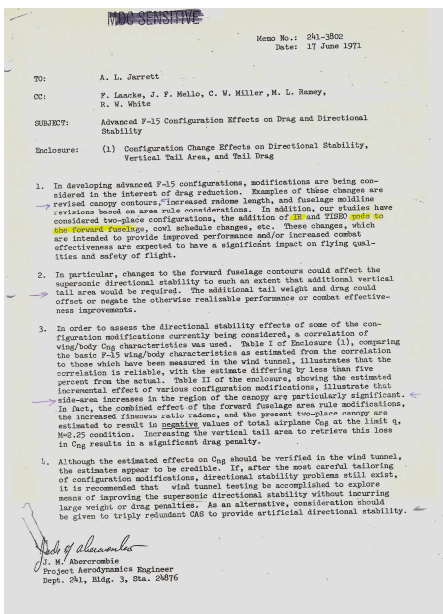 MDC SENSITIVE
Memo No.: 241-3802
Date: 17 June 1971
TO: A. L. Jarrett
CC: F. Laacke, J. F. Mello, C. W. Miller , M. L. Raney,
R. W. White
SUBJECT: Advanced F-15 Configuration Effects on Drag and Directional
Stability
Enclosure: (1) Configuration Change Effects on Directional Stability,
Vertical Tail Area, and Tail Drag
1. In developing advanced F-15 configurations, modifications are being con-
sidered in the interest of drag reduction. Examples of these changes are
revised canopy contours, increased radome length, and fuselage moldline
revisions based on area rule considerations. In addition, our studies have
considered two-place configurations, the addition of IR and TISEO pods to
the forward fuselage, cowl schedule changes, etc. These changes, which
are intended to provide improved performance and/or increased combat
effectiveness are expected to have a significant impact on flying qual-
ities and safety of flight.
2. In particular, changes to the forward fuselage contours could affect the
supersonic directional stability to such an extent that additional vertical
tail area would be required. The additional tail weight and drag could
offset or negate the otherwise realizable performance or combat effective-
ness improvements.
3. In order to assess the directional stability effects of some of the con-
figuration modifications currently being considered, a correlation of
wing/body Cnβ characteristics was used. Table I of Enclosure (1), comparing
the basic F-15 wing/body characteristics as estimated from the correlation
to those which have been measured in the wind tunnel, illustrates that the
correlation is reliable, with the estimate differing by less than five
percent from the actual. Table II of the enclosure, showing the estimated
incremental effect of various configuration modifications, illustrate that
side-area increases in the region of the canopy are particularly significant.
In fact, the combined effect of the forward fuselage area rule modifications,
the increased fineness ratio radome, and the present two-place canopy are
estimated to result in negative values of total airplane Cnβ at the limit q,
M=2.25 condition. Increasing the vertical tail area to retrieve this loss
in Cnβ results in a significant drag penalty.
4. Although the estimated effects on Cnβ should be verified in the wind tunnel,
the estimates appear to be credible. If, after the most careful tailoring
of configuration modifications, directional stability problems still exist,
it is recommended that wind tunnel testing be accomplished to explore
means of improving the supersonic directional stability without incurring
large weight or drag penalties. As an alternative, consideration should
be given to triply redundant CAS to provide artificial directional stability.
J. M. Abercrombie
Project Aerodynamics Engineer
Dept. 241, Bldg. 3, Sta. 24876